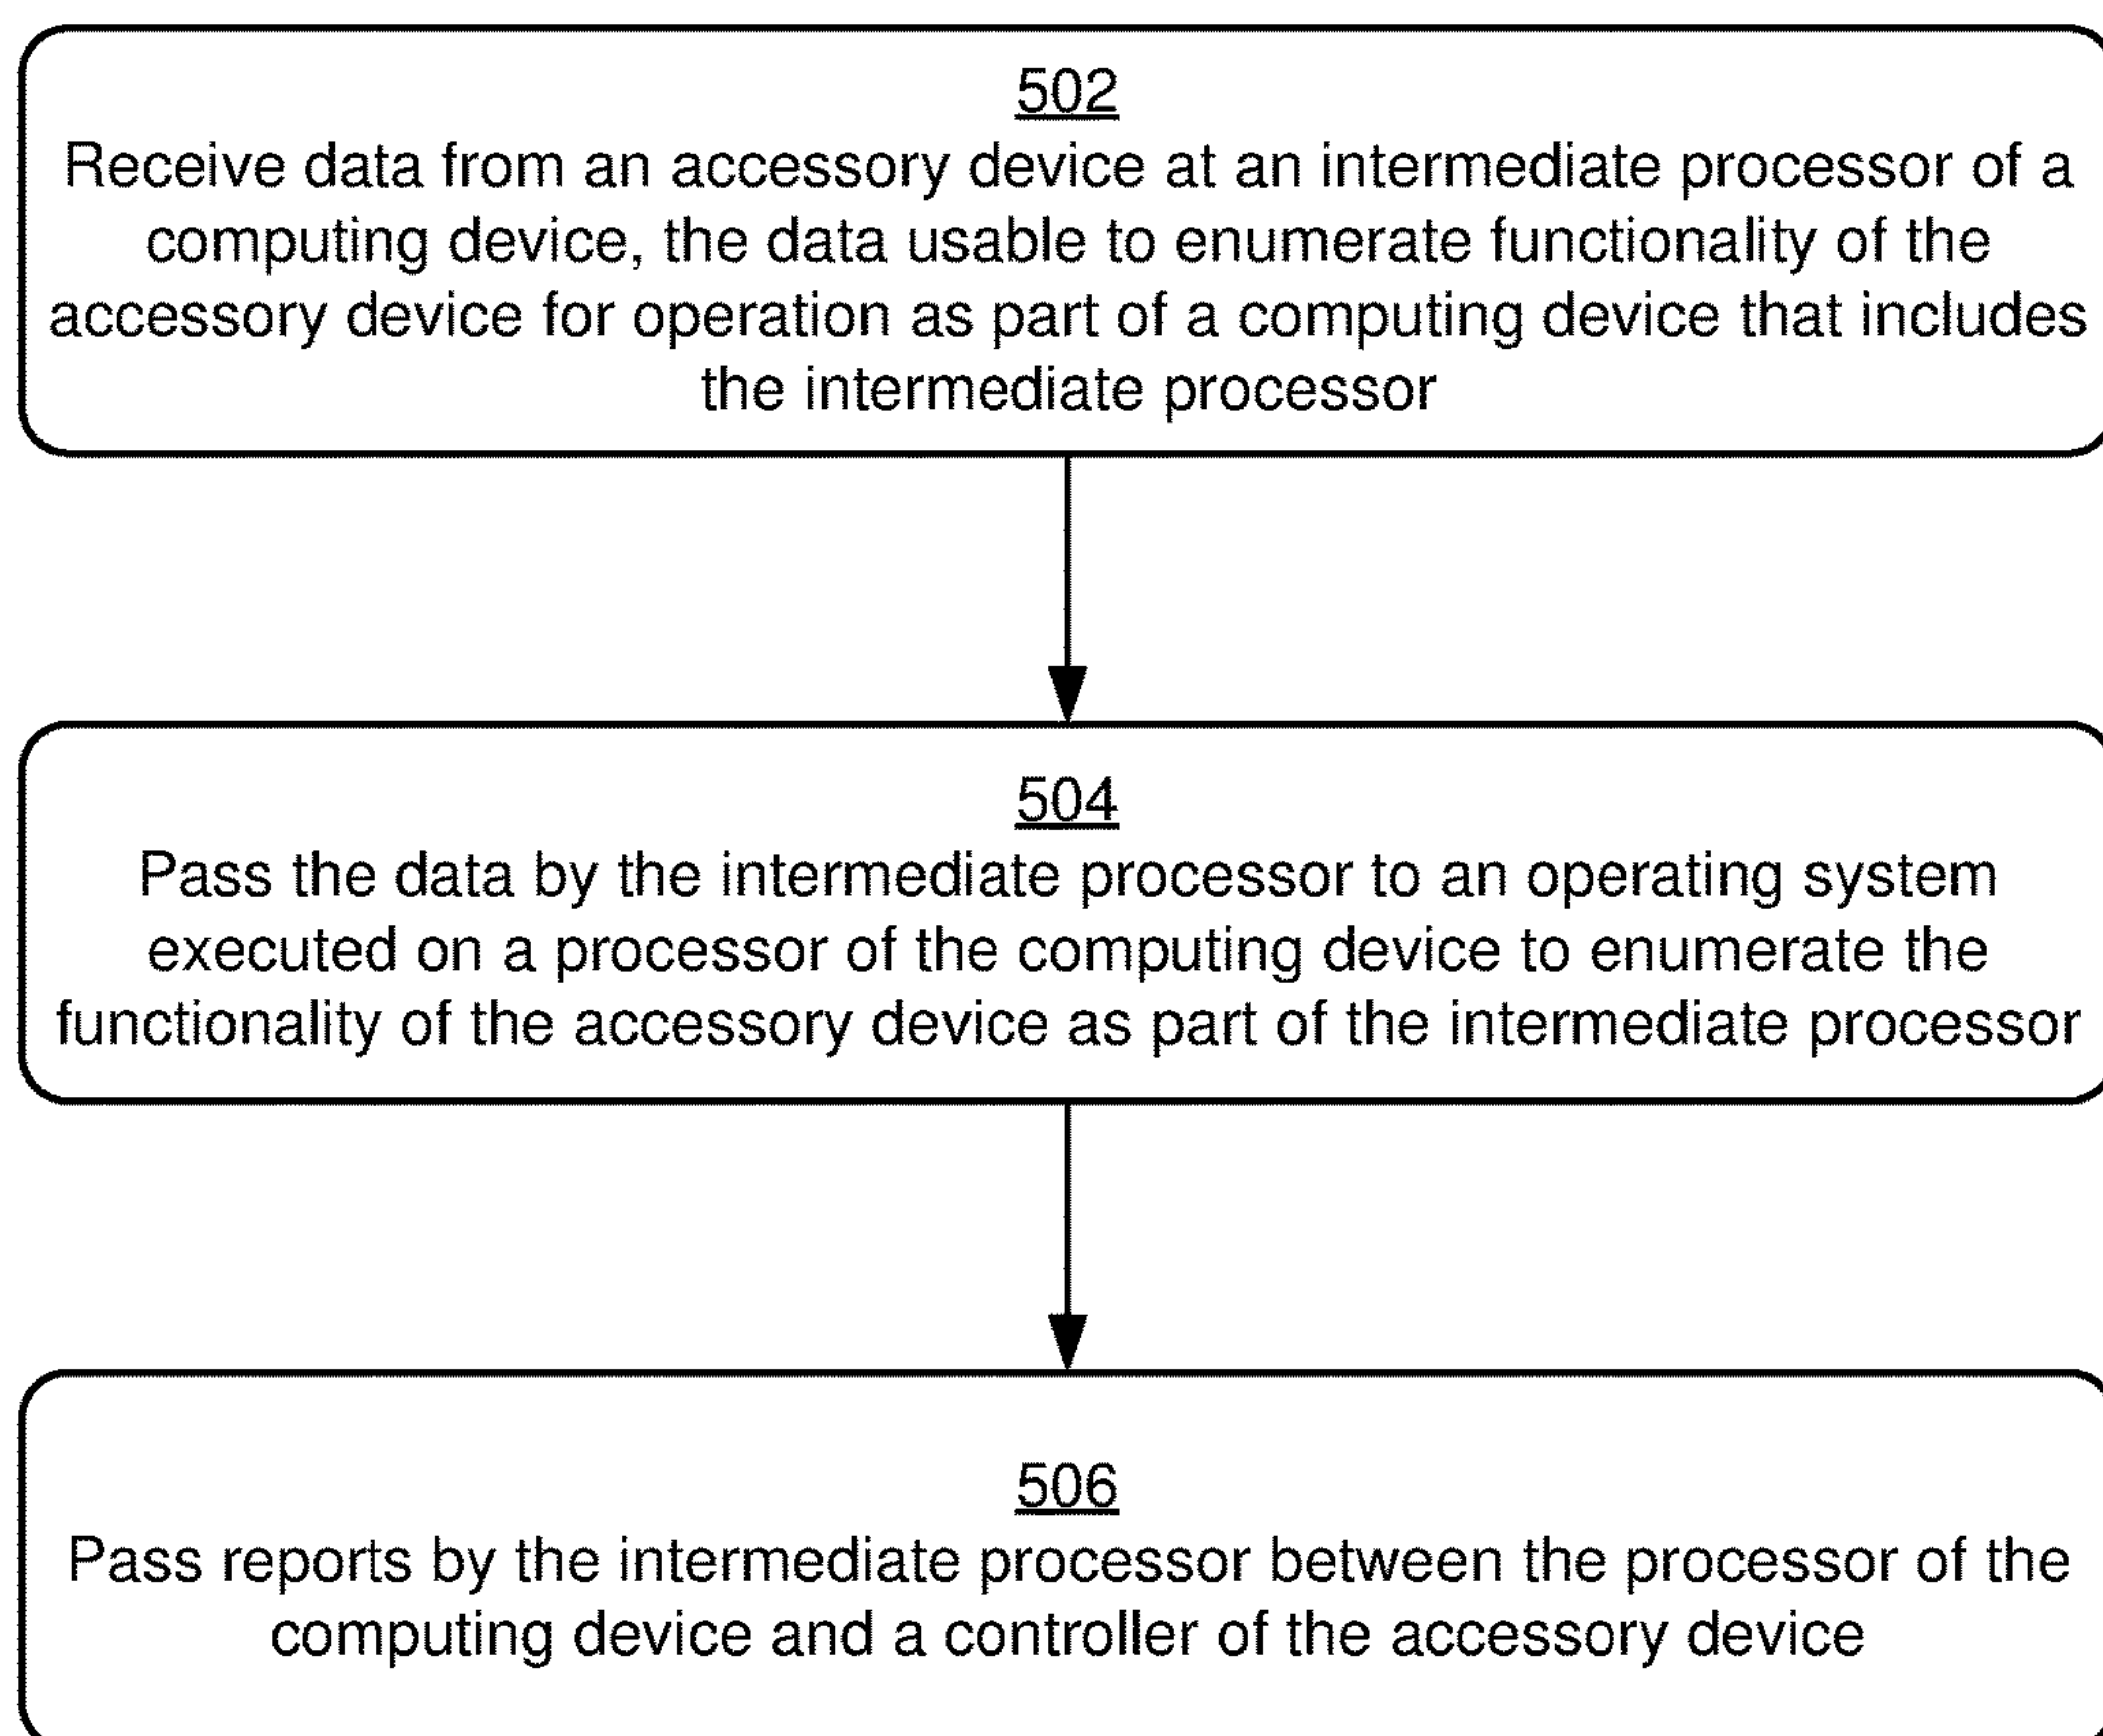 502
Receive data from an accessory device at an intermediate processor of a
computing device, the data usable to enumerate functionality of the
accessory device for operation as part of a computing device that includes
the intermediate processor
504
Pass the data by the intermediate processor to an operating system
executed on a processor of the computing device to enumerate the
functionality of the accessory device as part of the intermediate processor
506
Pass reports by the intermediate processor between the processor of the
computing device and a controller of the accessory device